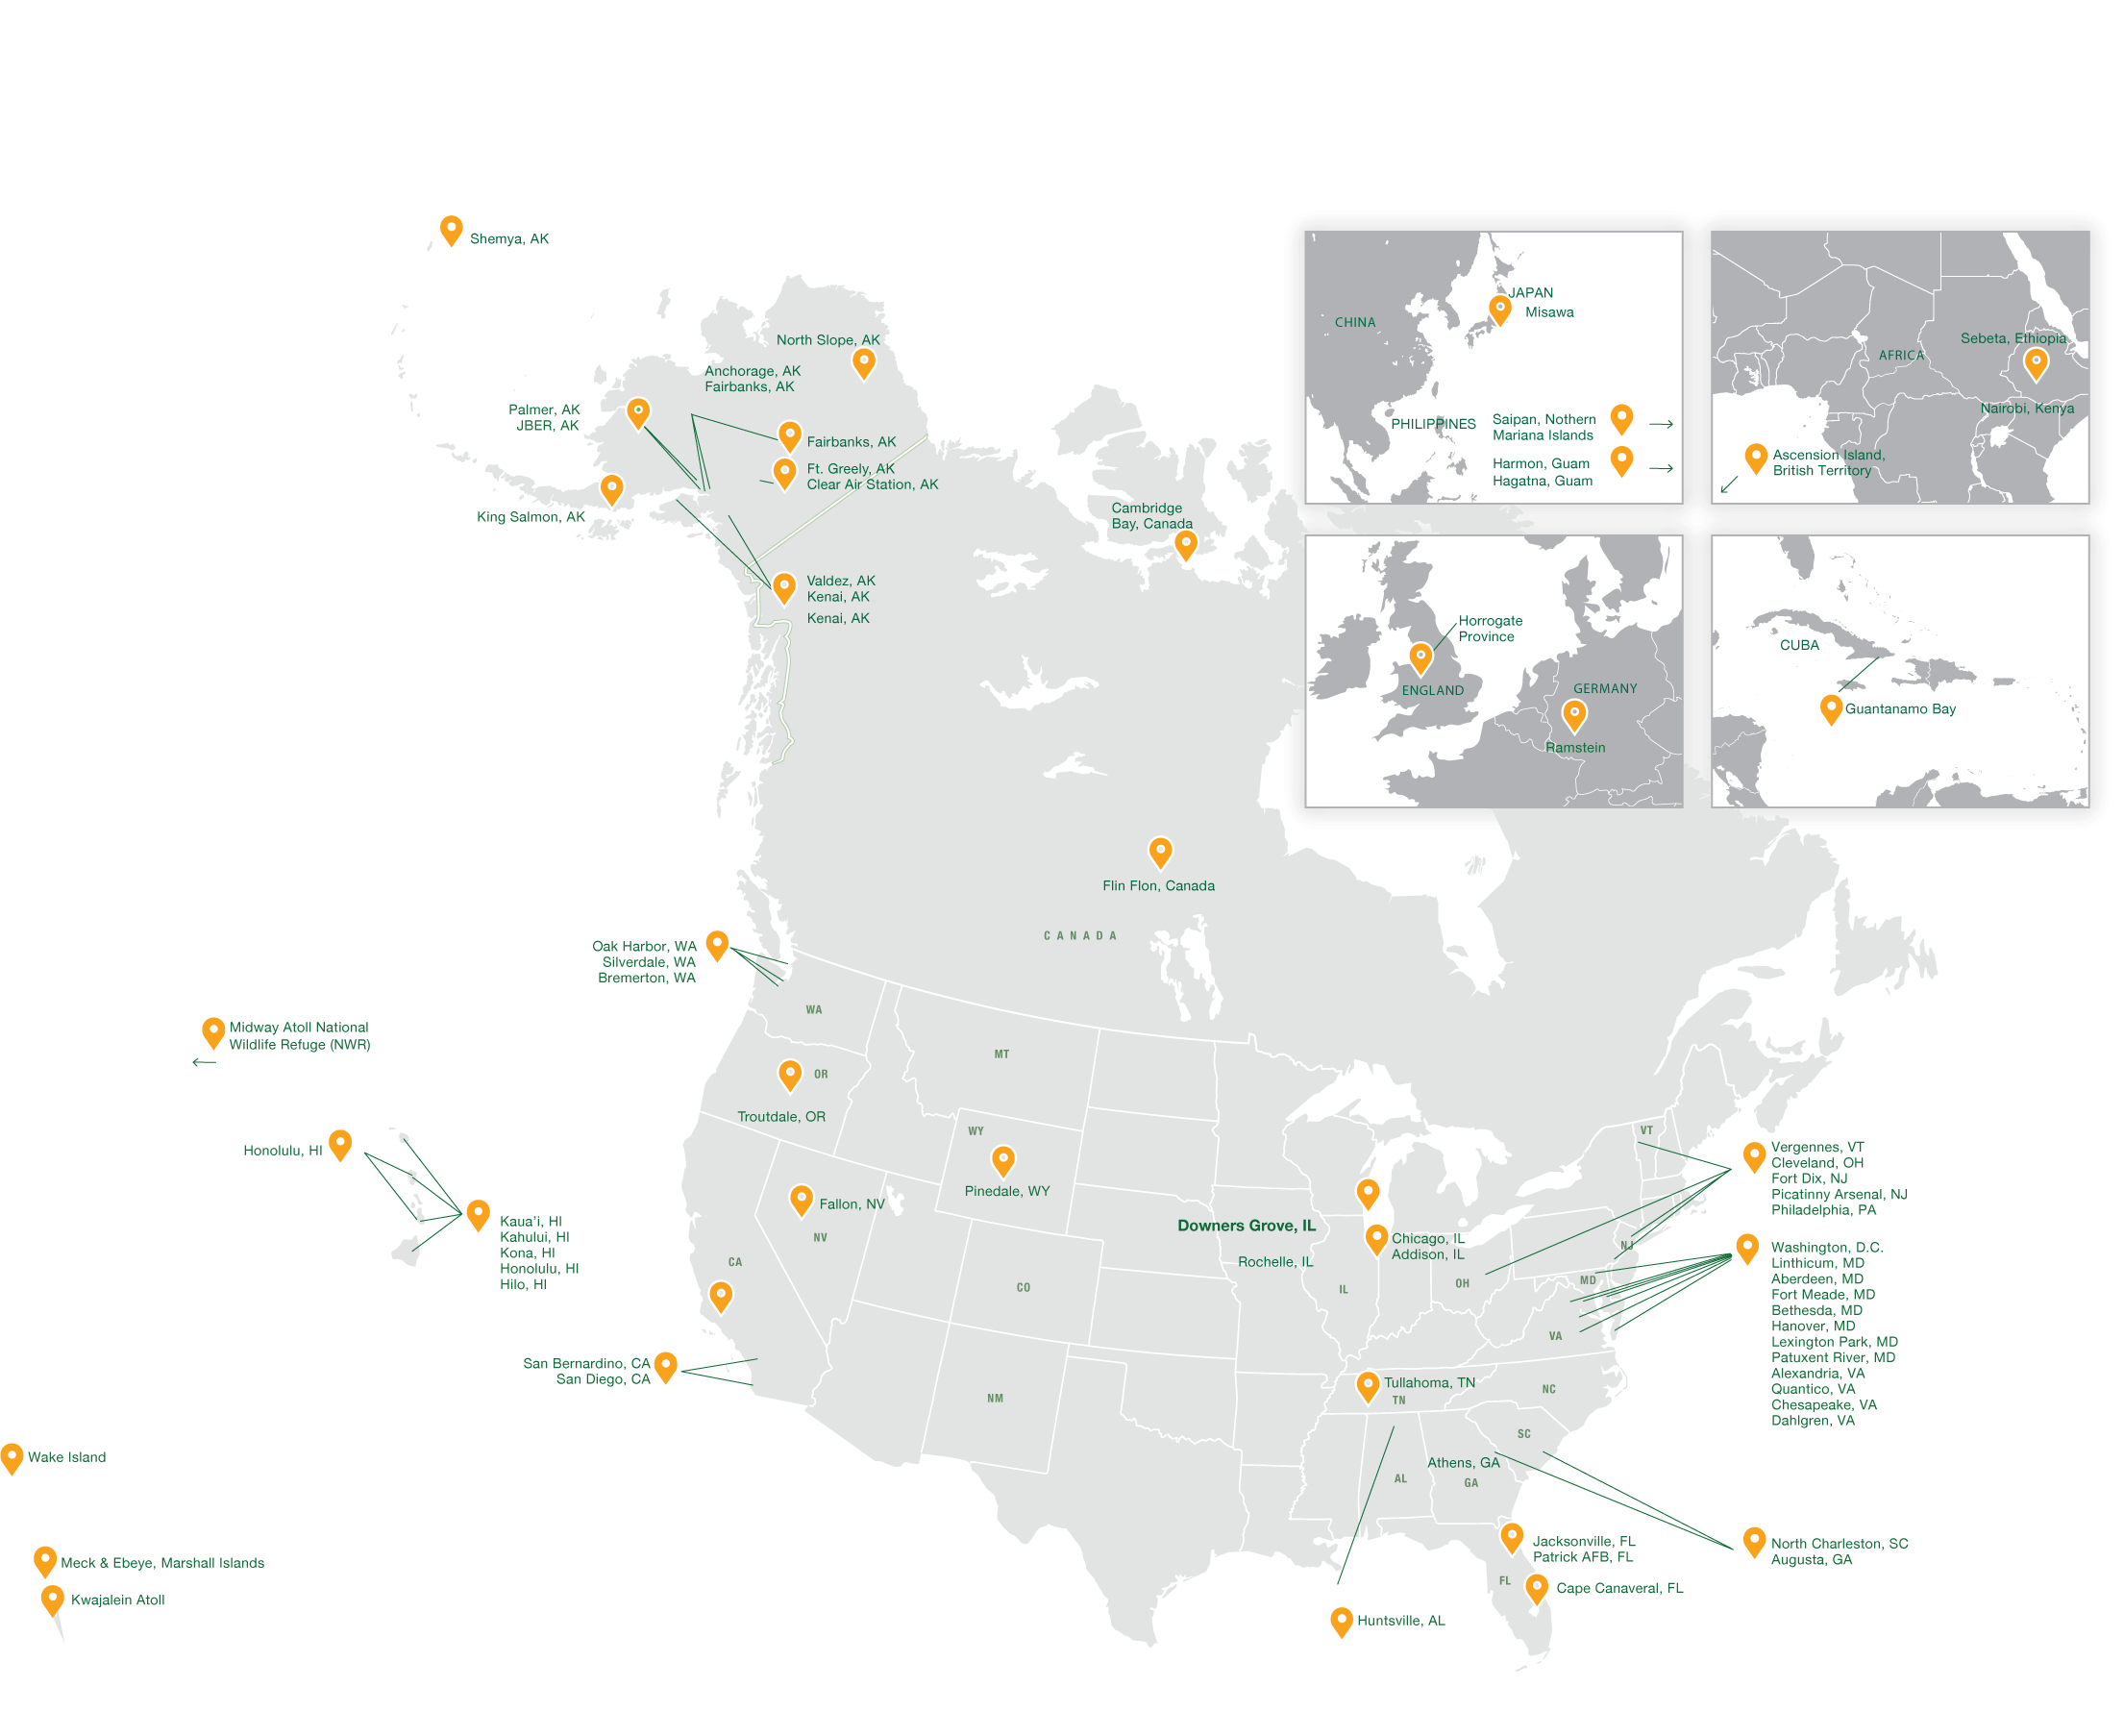 Shemya, AK
North Slope, AK
Anchorage, AK
Fairbanks, AK
Palmer, AK
JBER, AK
Fairbanks, AK
Ft. Greely, AK
Clear Air Station, AK
King Salmon, AK
Valdez, AK
Kenai, AK
Kenai, AK
Cambridge
Bay, Canada
JAPAN
Misawa
CHINA
PHILIPPINES
Saipan, Nothern
Mariana Islands
Harmon, Guam
Hagatna, Guam
Sebeta, Ethiopia
AFRICA
Nairobi, Kenya
Ascension Island,
British Territory
Horrogate
Province
ENGLAND
GERMANY
Ramstein
CUBA
Guantanamo Bay
Flin Flon, Canada
CANADA
Oak Harbor, WA
Silverdale, WA
Bremerton, WA
WA
Midway Atoll National
Wildlife Refuge (NWR)
MT
OR
Troutdale, OR
WY
Pinedale, WY
Honolulu, HI
Kaua'i, HI
Kahului, HI
Kona, HI
Honolulu, HI
Hilo, HI
Fallon, NV
NV
CA
CO
Downers Grove, IL
Rochelle, IL
Chicago, IL
Addison, IL
IL
OH
VT
NJ
MD
VA
Vergennes, VT
Cleveland, OH
Fort Dix, NJ
Picatinny Arsenal, NJ
Philadelphia, PA
Washington, D.C.
Linthicum, MD
Aberdeen, MD
Fort Meade, MD
Bethesda, MD
Hanover, MD
Lexington Park, MD
Patuxent River, MD
Alexandria, VA
Quantico, VA
Chesapeake, VA
Dahlgren, VA
San Bernardino, CA
San Diego, CA
NM
Tullahoma, TN
TN
NC
SC
Athens, GA
GA
AL
Wake Island
Meck & Ebeye, Marshall Islands
Kwajalein Atoll
Jacksonville, FL
Patrick AFB, FL
FL
Cape Canaveral, FL
North Charleston, SC
Augusta, GA
Huntsville, AL